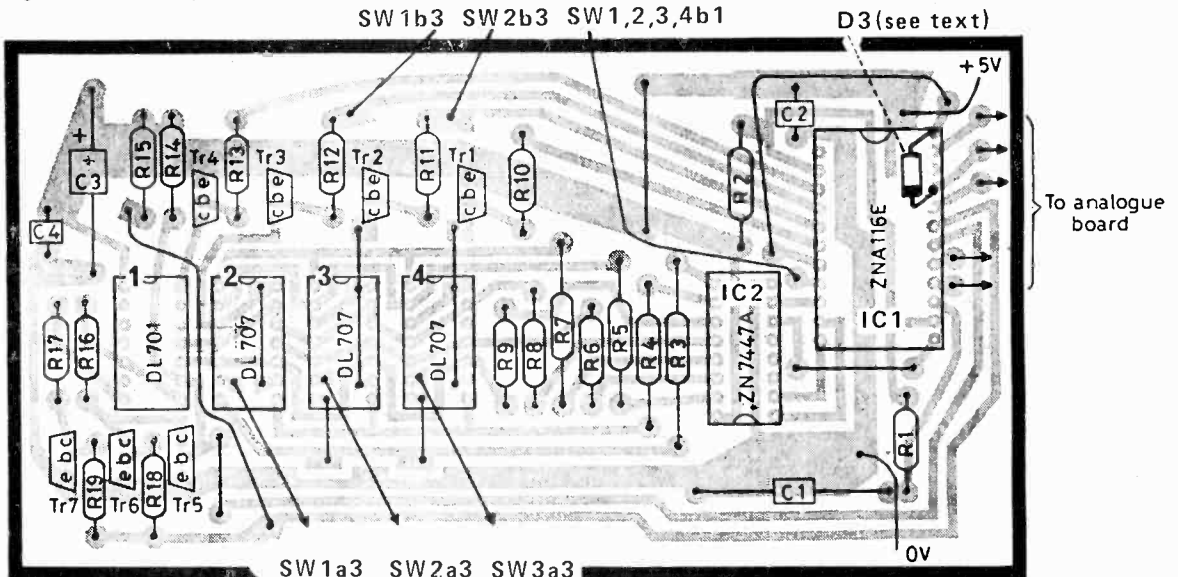 SW1b3 SW2b3 SW1,2,3,4b1 D3(see text)
+5V
C2
R15 R14 Tr4 R13 Tr3 R12 Tr2 R11 Tr1 R10 R2
+
C3
+
c b e
c b e
c b e
c b e
C4
To analogue
board
ZNA116E
IC1
1 2 3 4
DL701 DL707 DL707 DL707
IC2
ZN7447A
R17 R16 R9 R8 R7 R6 R5 R4 R3
R1
e b c
e b c
e b c
Tr7 R19 Tr6 R18 Tr5
C1
0V
SW1a3 SW2a3 SW3a3